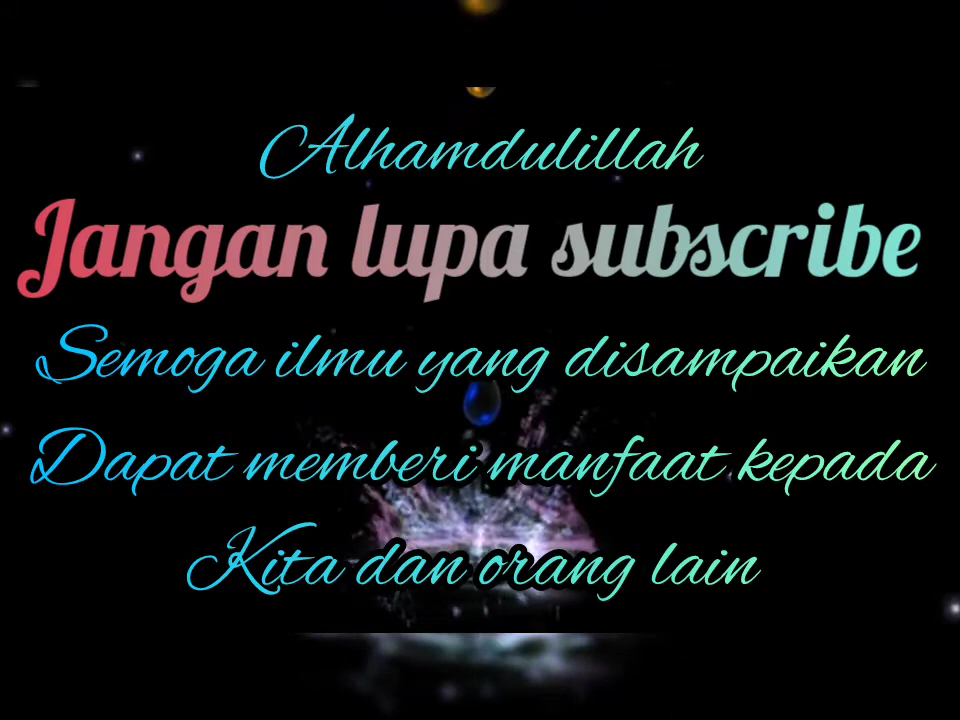 Alhamdulillah
Jangan lupa subscribe
Semoga ilmu yang disampaikan
Dapat memberi manfaat kepada
Kita dan orang lain